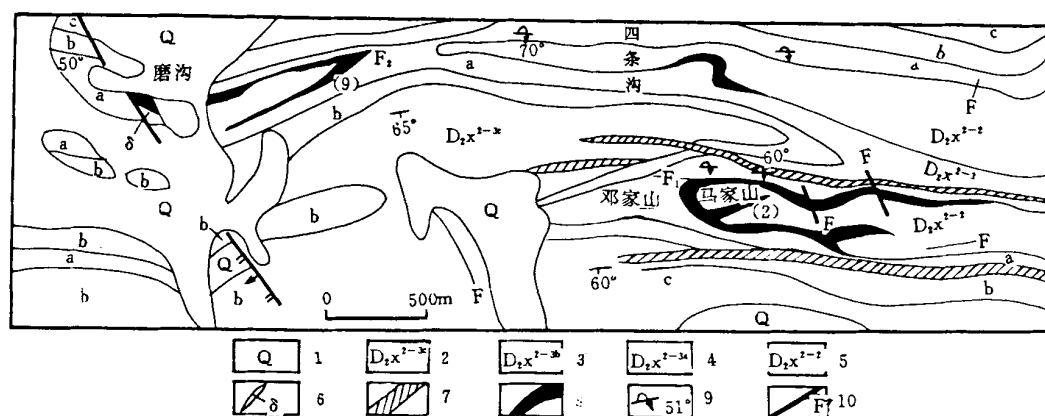 c
b
50°
a
Q
磨沟
δ
a
b
b
Q
b
a
b
b
Q
b
F₂
(9)
b
a
70°
四条沟
65°
D₂x²⁻³ᶜ
b
Q
F
0 500m
c
b
a
F
D₂x²⁻²
60°
F₁
邓家山
马家山
(2)
F
F
D₂x²⁻²
F
a
b
60°
c
Q
Q 1
D₂x²⁻³ᶜ 2
D₂x²⁻³ᵇ 3
D₂x²⁻³ᵃ 4
D₂x²⁻² 5
δ 6
7
8
51° 9
F 10